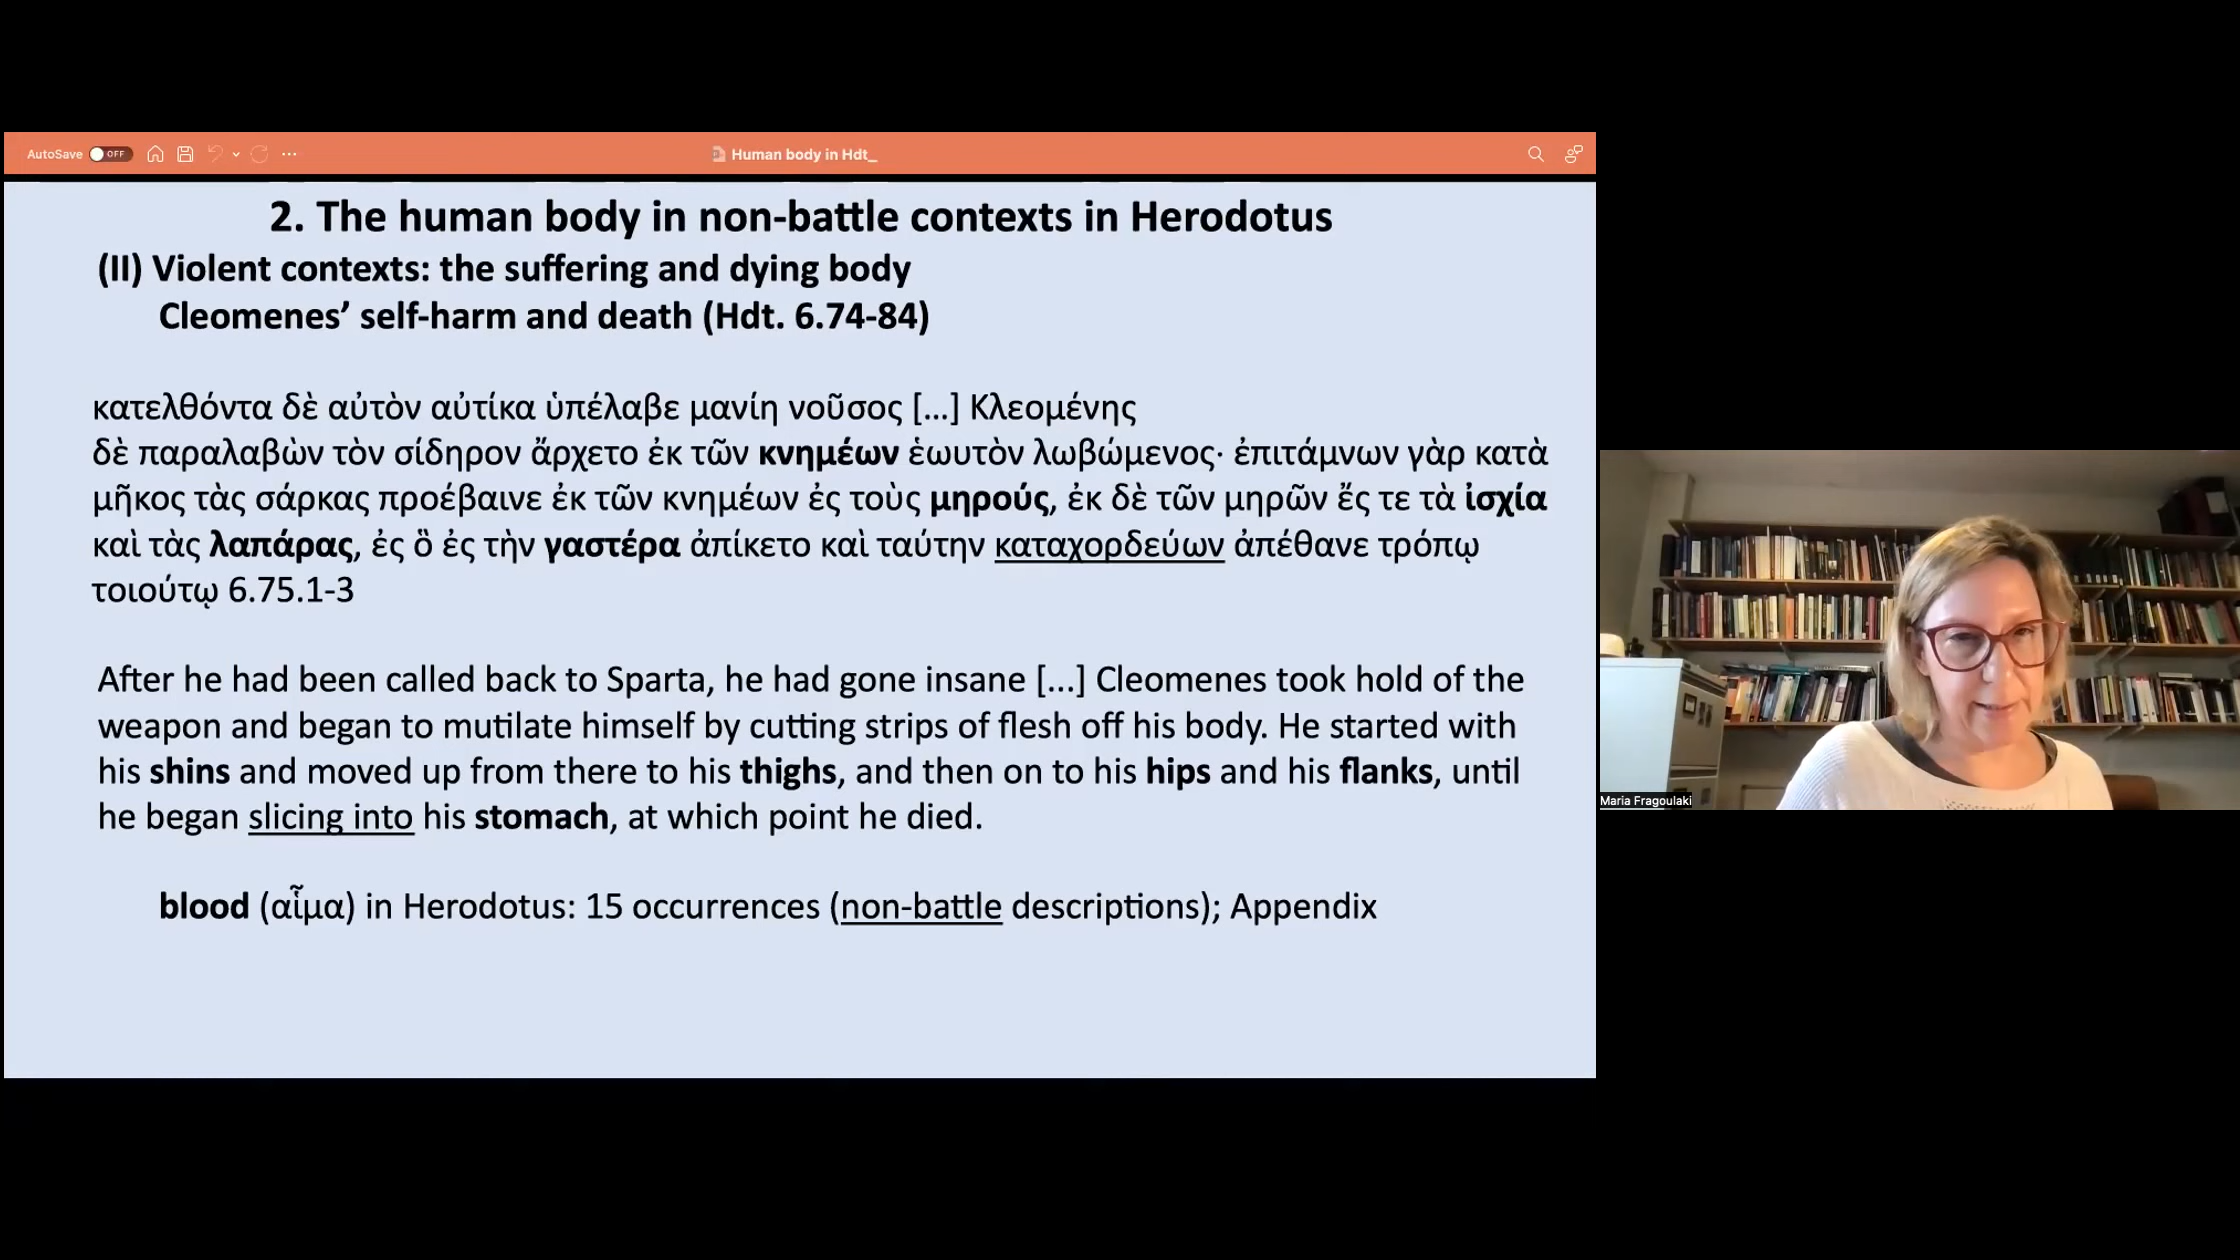 AutoSave OFF
Human body in Hdt_
2. The human body in non-battle contexts in Herodotus
(II) Violent contexts: the suffering and dying body
Cleomenes’ self-harm and death (Hdt. 6.74-84)
κατελθόντα δὲ αὐτὸν αὐτίκα ὑπέλαβε μανίη νοῦσος [...] Κλεομένης
δὲ παραλαβὼν τὸν σίδηρον ἄρχετο ἐκ τῶν κνημέων ἑωυτὸν λωβώμενος· ἐπιτάμνων γὰρ κατὰ
μῆκος τὰς σάρκας προέβαινε ἐκ τῶν κνημέων ἐς τοὺς μηρούς, ἐκ δὲ τῶν μηρῶν ἔς τε τὰ ἰσχία
καὶ τὰς λαπάρας, ἐς ὃ ἐς τὴν γαστέρα ἀπίκετο καὶ ταύτην καταχορδεύων ἀπέθανε τρόπῳ
τοιούτῳ 6.75.1-3
After he had been called back to Sparta, he had gone insane [...] Cleomenes took hold of the
weapon and began to mutilate himself by cutting strips of flesh off his body. He started with
his shins and moved up from there to his thighs, and then on to his hips and his flanks, until
he began slicing into his stomach, at which point he died.
blood (αἷμα) in Herodotus: 15 occurrences (non-battle descriptions); Appendix
Maria Fragoulaki